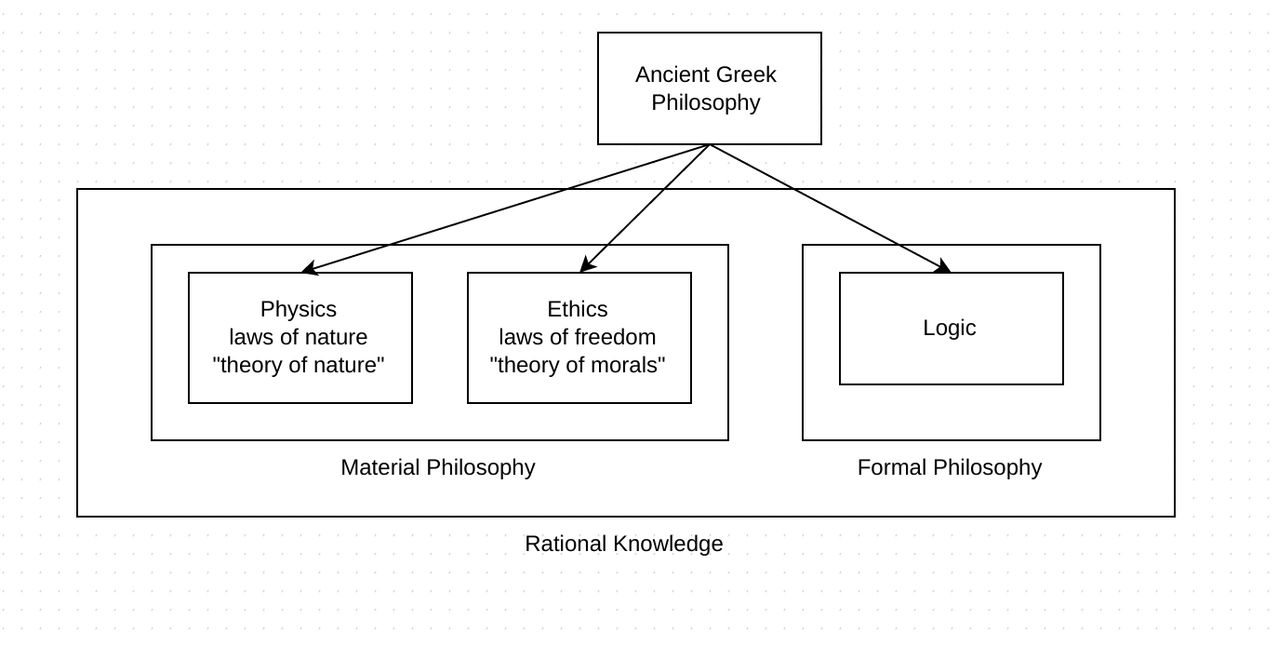 Ancient Greek
Philosophy
Physics
laws of nature
"theory of nature"
Ethics
laws of freedom
"theory of morals"
Logic
Material Philosophy
Formal Philosophy
Rational Knowledge